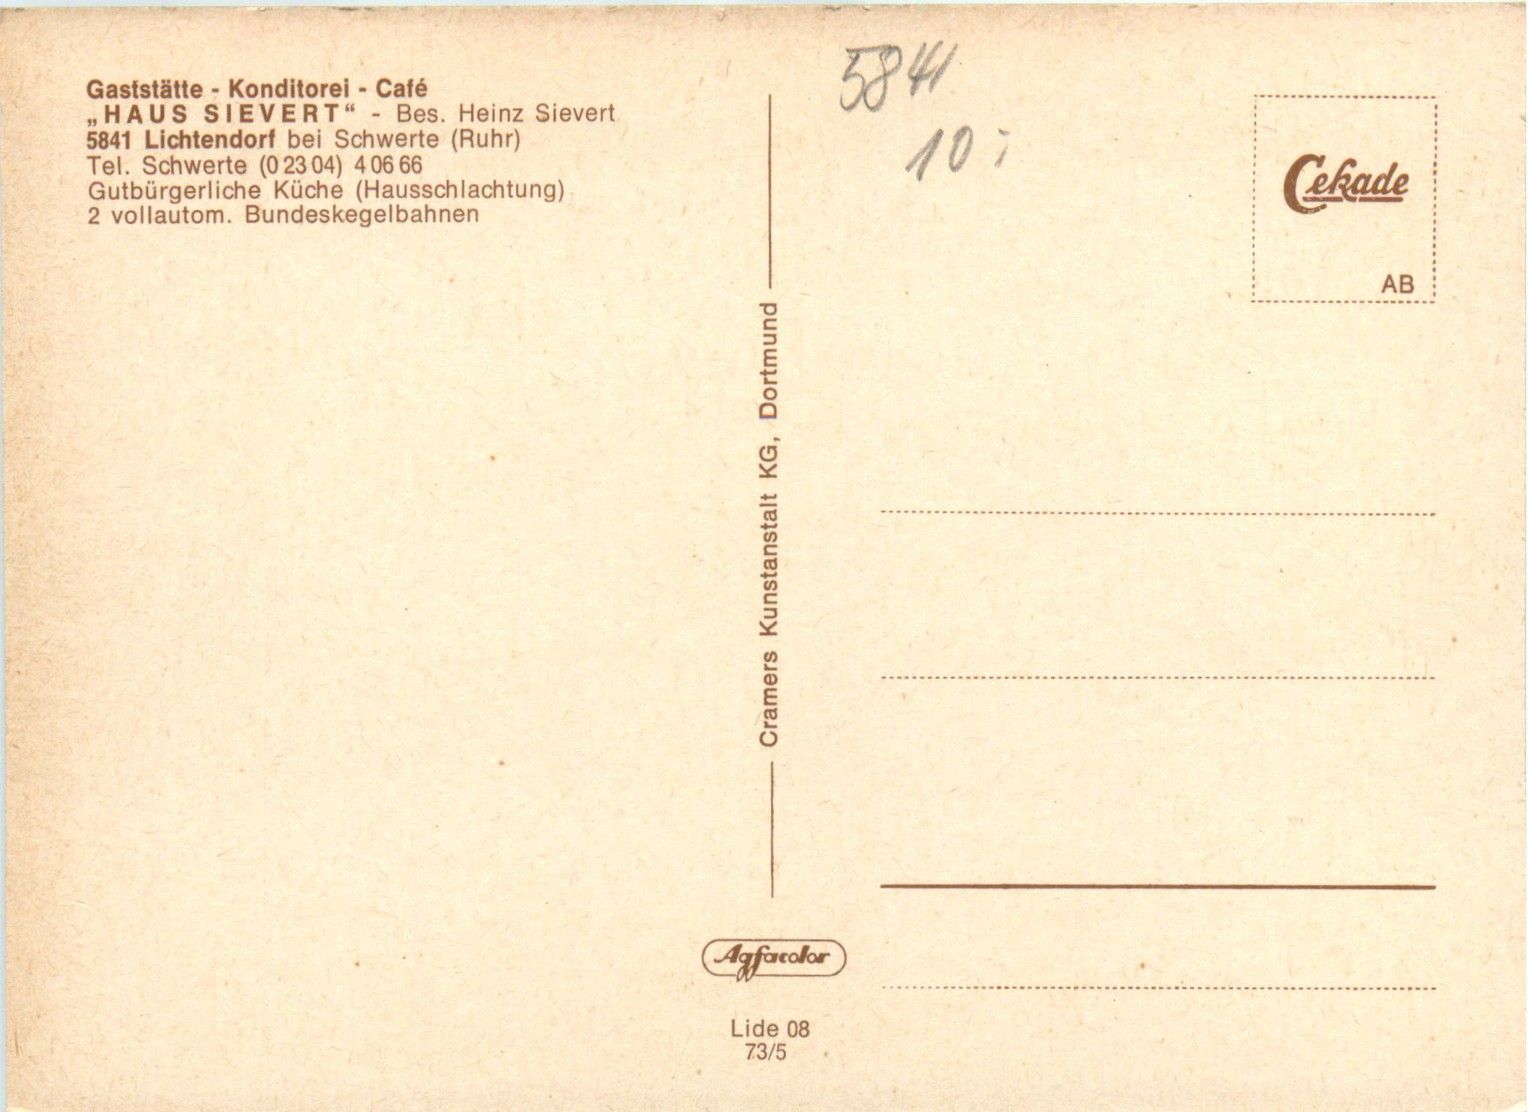 Gaststätte - Konditorei - Café
„HAUS SIEVERT“ - Bes. Heinz Sievert
5841 Lichtendorf bei Schwerte (Ruhr)
Tel. Schwerte (0 23 04) 4 06 66
Gutbürgerliche Küche (Hausschlachtung)
2 vollautom. Bundeskegelbahnen
Cramers Kunstanstalt KG, Dortmund
Agfacolor
Lide 08
73/5
5841
10,-
Cekade
AB